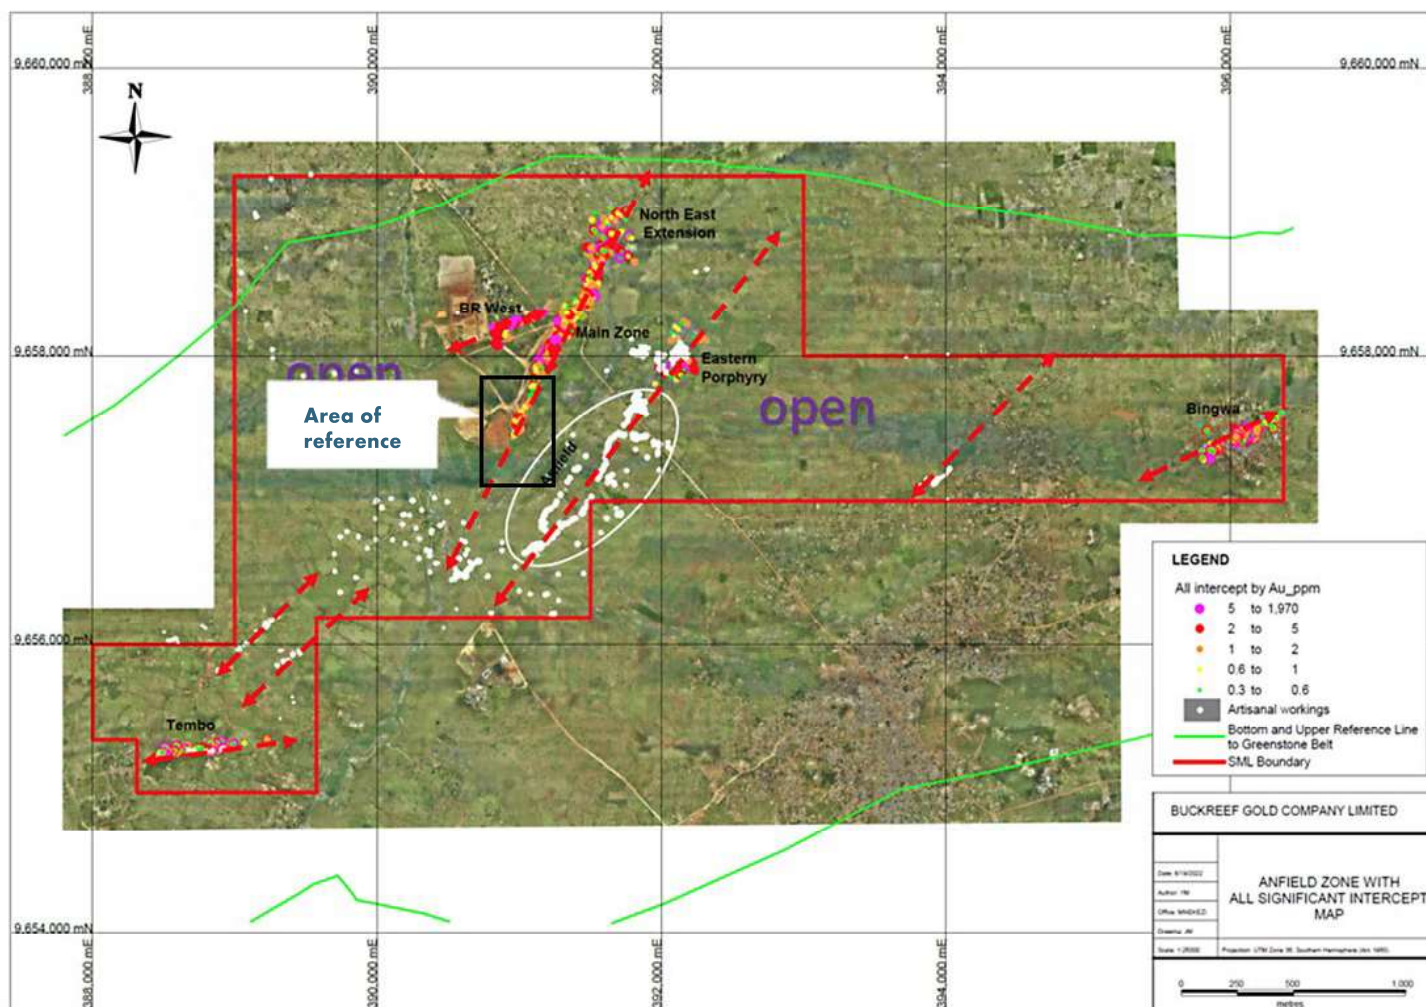 388,000 mE
390,000 mE
392,000 mE
394,000 mE
396,000 mE
9,660,000 mN
9,660,000 mN
N
North East
Extension
BR West
Main Zone
9,658,000 mN
9,658,000 mN
open
Eastern
Porphyry
open
Area of
reference
Bingwa
Anfield
9,656,000 mN
Tembo
LEGEND
All intercept by Au_ppm
5 to 1,970
2 to 5
1 to 2
0.6 to 1
0.3 to 0.6
Artisanal workings
Bottom and Upper Reference Line
to Greenstone Belt
SML Boundary
BUCKREEF GOLD COMPANY LIMITED
ANFIELD ZONE WITH
ALL SIGNIFICANT INTERCEPT
MAP
Scale: 1:25000
9,654,000 mN
388,000 mE
390,000 mE
392,000 mE
394,000 mE
0 250 500 1,000
metres